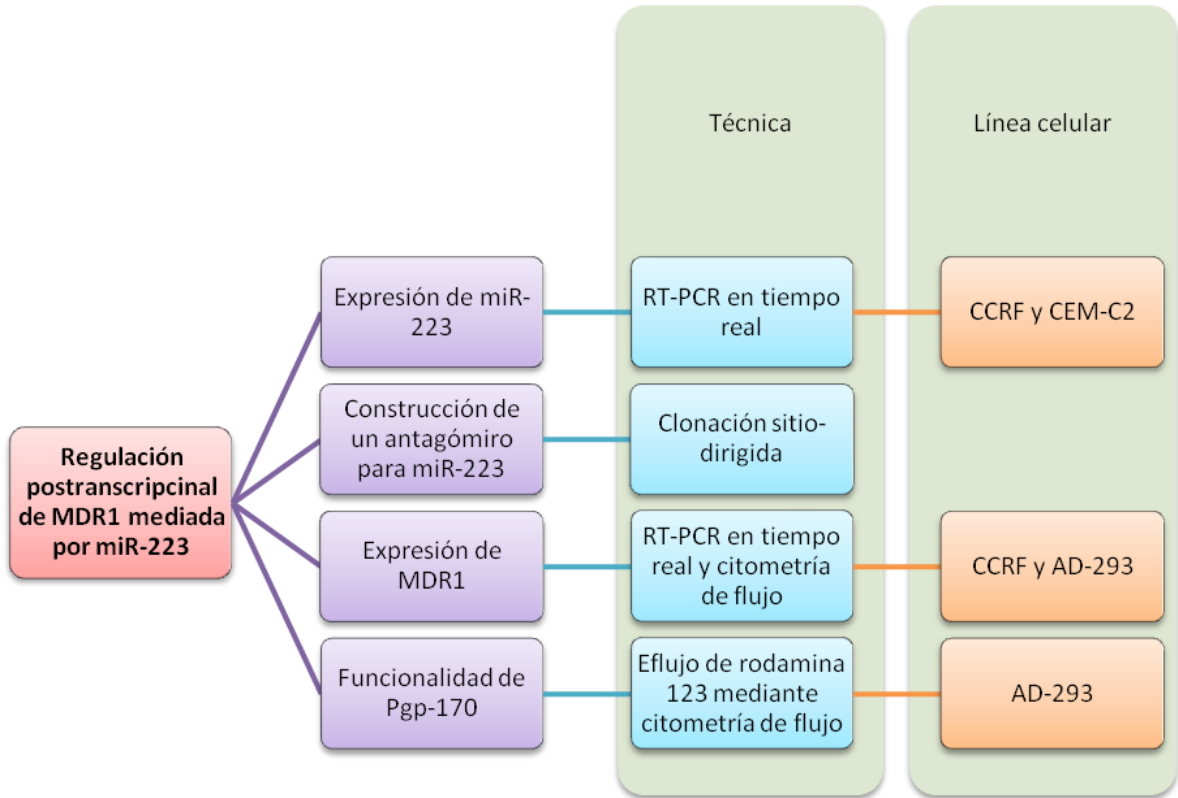 Técnica
Línea celular
Expresión de miR-
223
RT-PCR en tiempo
real
CCRF y CEM-C2
Construcción de
un antagómiro
para miR-223
Clonación sitio-
dirigida
Regulación
postranscripcinal
de MDR1 mediada
por miR-223
Expresión de
MDR1
RT-PCR en tiempo
real y citometría
de flujo
CCRF y AD-293
Funcionalidad de
Pgp-170
Eflujo de rodamina
123 mediante
citometría de flujo
AD-293